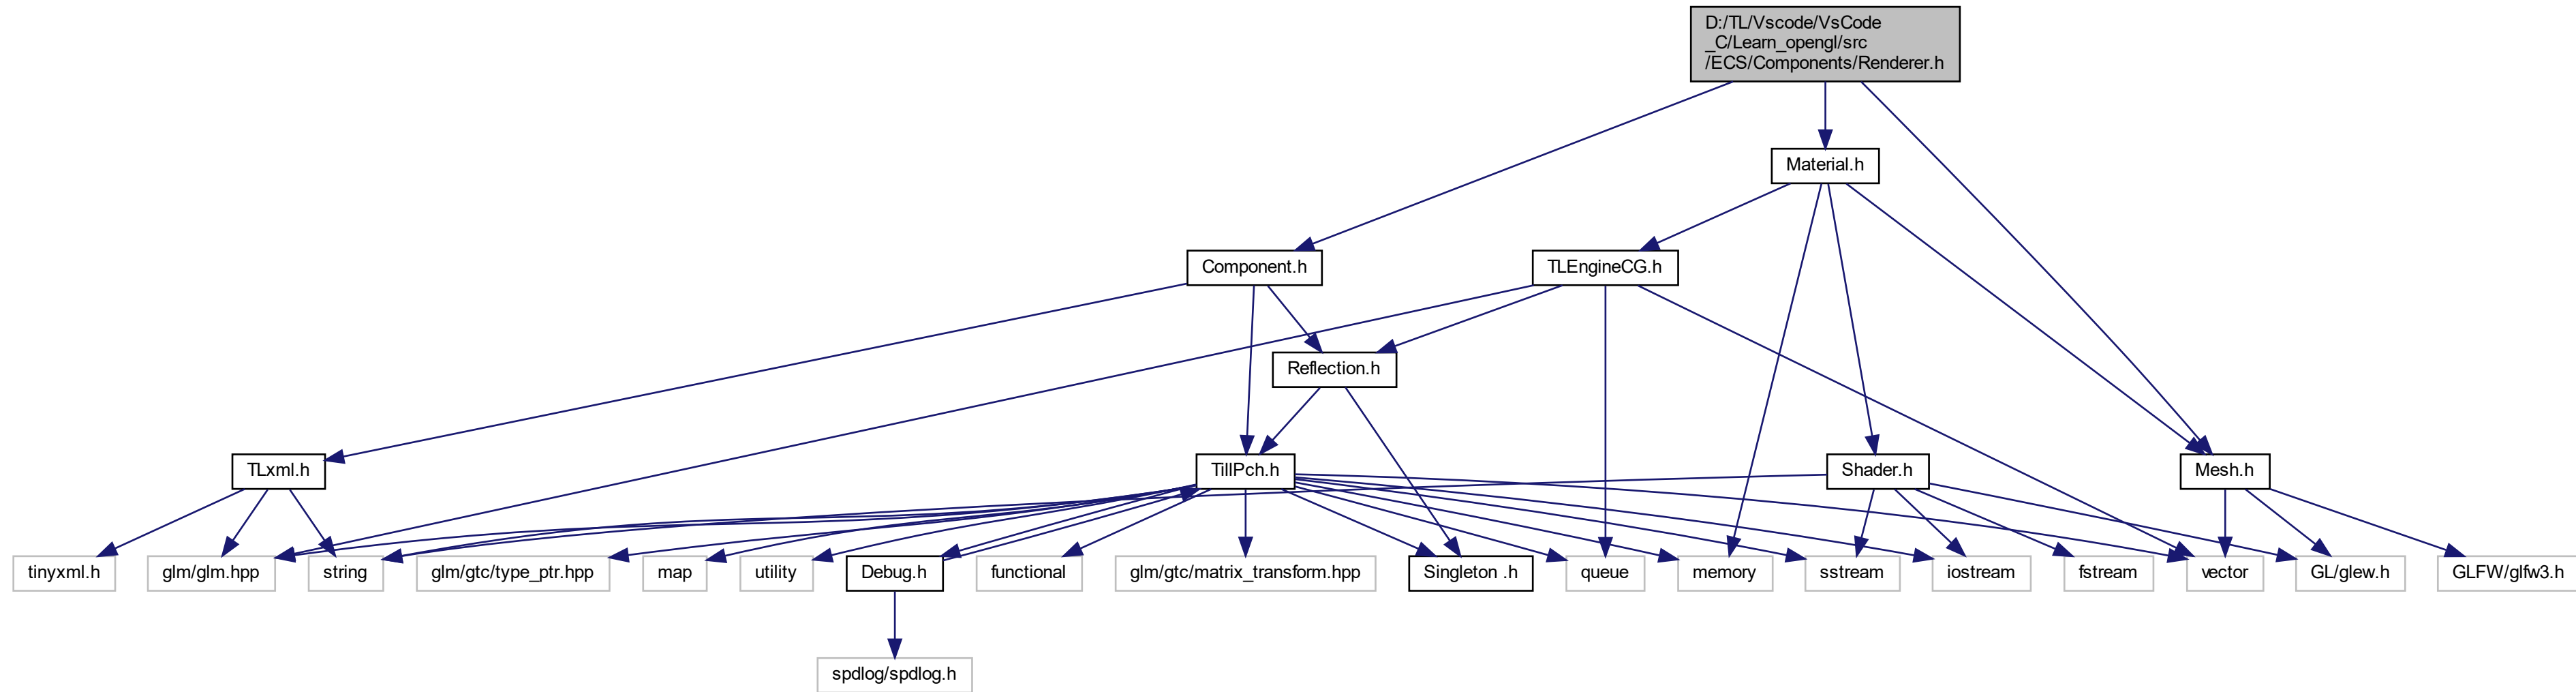 D:/TL/Vscode/VsCode
_C/Learn_opengl/src
/ECS/Components/Renderer.h
Material.h
Component.h
TLEngineCG.h
Reflection.h
TLxml.h
TillPch.h
Shader.h
Mesh.h
tinyxml.h
glm/glm.hpp
string
glm/gtc/type_ptr.hpp
map
utility
Debug.h
functional
glm/gtc/matrix_transform.hpp
Singleton .h
queue
memory
sstream
iostream
fstream
vector
GL/glew.h
GLFW/glfw3.h
spdlog/spdlog.h